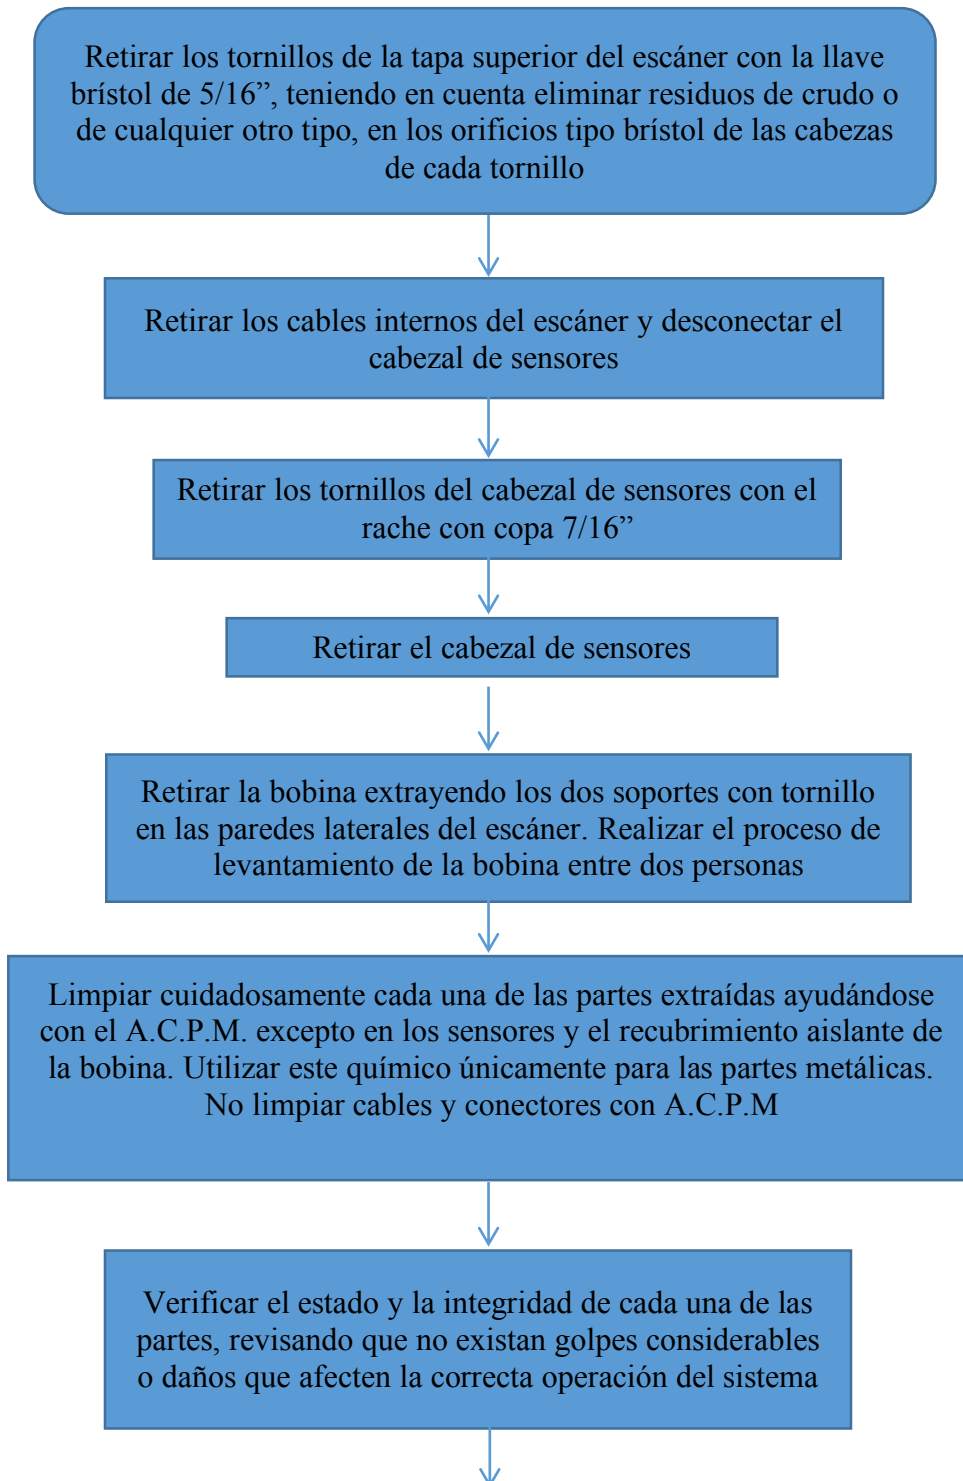 Retirar los tornillos de la tapa superior del escáner con la llave
brístol de 5/16”, teniendo en cuenta eliminar residuos de crudo o
de cualquier otro tipo, en los orificios tipo brístol de las cabezas
de cada tornillo
Retirar los cables internos del escáner y desconectar el
cabezal de sensores
Retirar los tornillos del cabezal de sensores con el
rache con copa 7/16”
Retirar el cabezal de sensores
Retirar la bobina extrayendo los dos soportes con tornillo
en las paredes laterales del escáner. Realizar el proceso de
levantamiento de la bobina entre dos personas
Limpiar cuidadosamente cada una de las partes extraídas ayudándose
con el A.C.P.M. excepto en los sensores y el recubrimiento aislante de
la bobina. Utilizar este químico únicamente para las partes metálicas.
No limpiar cables y conectores con A.C.P.M
Verificar el estado y la integridad de cada una de las
partes, revisando que no existan golpes considerables
o daños que afecten la correcta operación del sistema